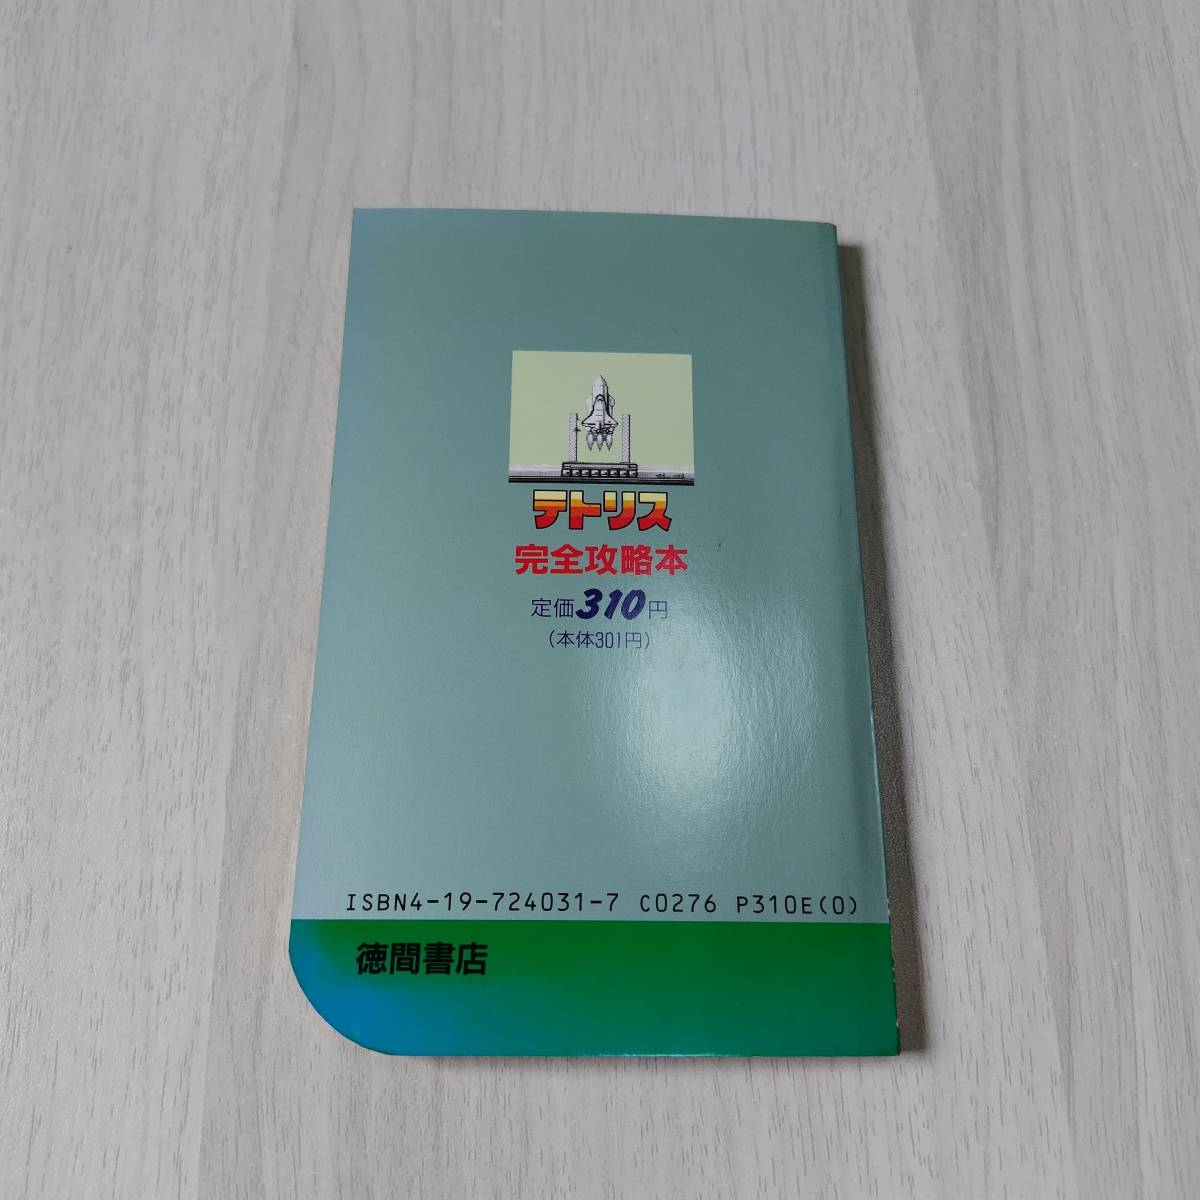 テトリス
完全攻略本
定価310円
(本体301円)
ISBN4-19-724031-7 C0276 P310E(0)
徳間書店